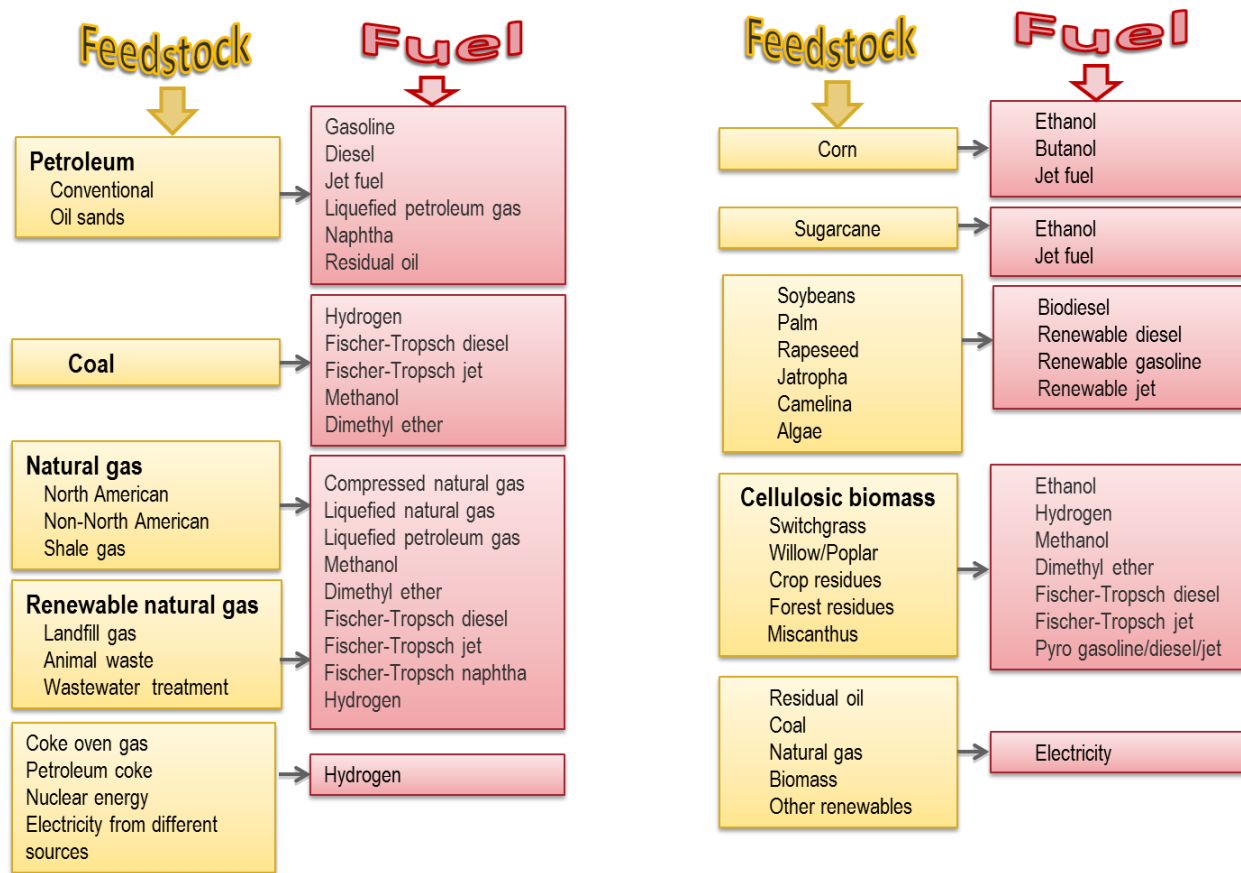 Feedstock
Fuel
Petroleum
Conventional
Oil sands
Gasoline
Diesel
Jet fuel
Liquefied petroleum gas
Naphtha
Residual oil
Coal
Hydrogen
Fischer-Tropsch diesel
Fischer-Tropsch jet
Methanol
Dimethyl ether
Natural gas
North American
Non-North American
Shale gas
Renewable natural gas
Landfill gas
Animal waste
Wastewater treatment
Compressed natural gas
Liquefied natural gas
Liquefied petroleum gas
Methanol
Dimethyl ether
Fischer-Tropsch diesel
Fischer-Tropsch jet
Fischer-Tropsch naphtha
Hydrogen
Coke oven gas
Petroleum coke
Nuclear energy
Electricity from different
sources
Hydrogen
Feedstock
Fuel
Corn
Ethanol
Butanol
Jet fuel
Sugarcane
Ethanol
Jet fuel
Soybeans
Palm
Rapeseed
Jatropha
Camelina
Algae
Biodiesel
Renewable diesel
Renewable gasoline
Renewable jet
Cellulosic biomass
Switchgrass
Willow/Poplar
Crop residues
Forest residues
Miscanthus
Ethanol
Hydrogen
Methanol
Dimethyl ether
Fischer-Tropsch diesel
Fischer-Tropsch jet
Pyro gasoline/diesel/jet
Residual oil
Coal
Natural gas
Biomass
Other renewables
Electricity